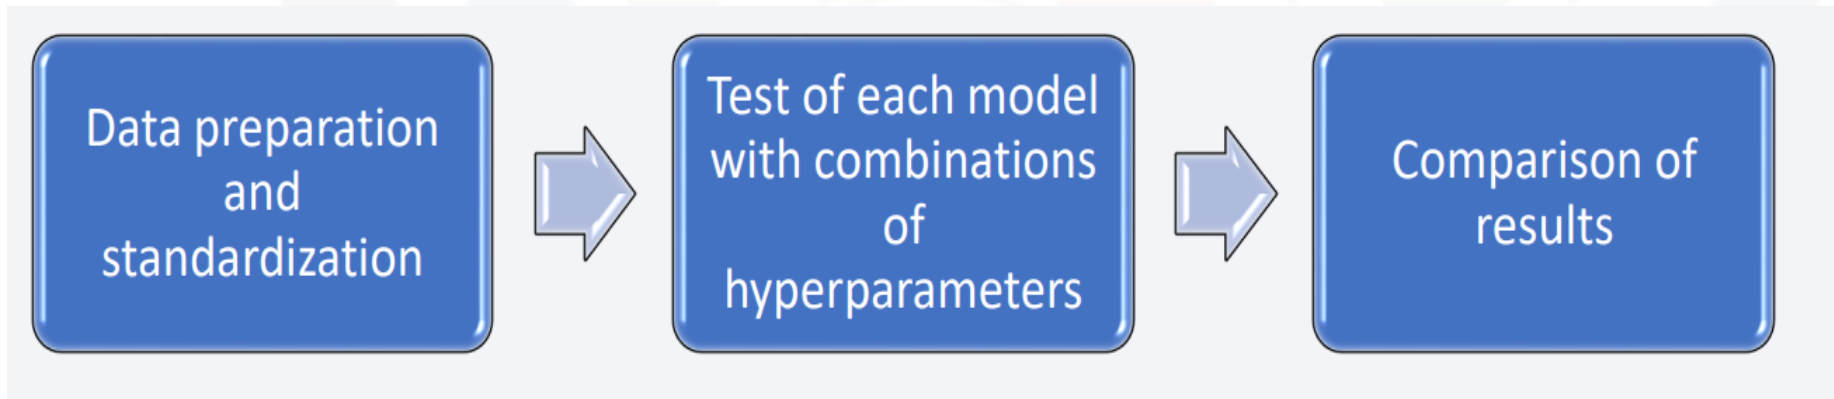 Data preparation
and
standardization
Test of each model
with combinations
of
hyperparameters
Comparison of
results